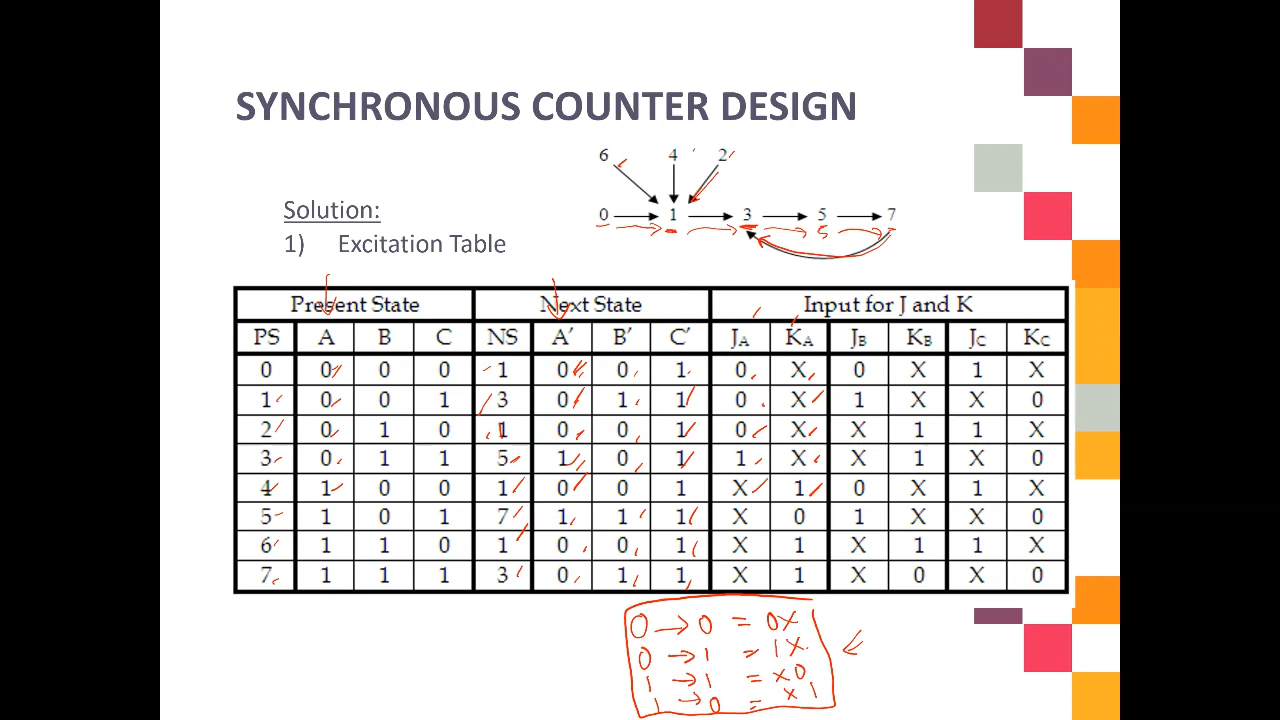 SYNCHRONOUS COUNTER DESIGN
6 4 2
Solution:
0 1 3 5 7
5
1) Excitation Table
Present State Next State Input for J and K
PS A B C NS A' B' C' JA KA JB KB JC KC
0 0 0 0 1 0 0 1 0 X 0 X 1 X
1 0 0 1 3 0 1 1 0 X 1 X X 0
2 0 1 0 1 0 0 1 0 X X 1 1 X
3 0 1 1 5 1 0 1 1 X X 1 X 0
4 1 0 0 1 0 0 1 X 1 0 X 1 X
5 1 0 1 7 1 1 1 X 0 1 X X 0
6 1 1 0 1 0 0 1 X 1 X 1 1 X
7 1 1 1 3 0 1 1 X 1 X 0 X 0
0 → 0 = 0X
0 → 1 = 1X
1 → 1 = X0
1 → 0 = X1